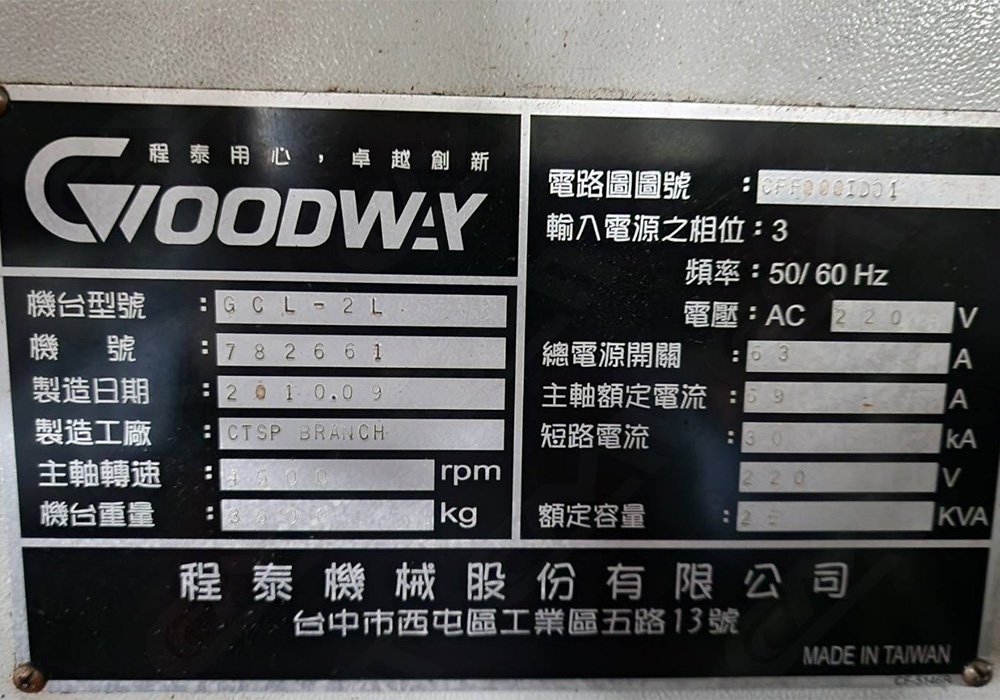 程泰用心，卓越創新
GOODWAY
機台型號：GCL-2L
機 號：782661
製造日期：2010.09
製造工廠：CTSP BRANCH
主軸轉速：4500 rpm
機台重量：kg
電路圖圖號：
輸入電源之相位：3
頻率：50/60 Hz
電壓：AC 220 V
總電源開關：63 A
主軸額定電流：69 A
短路電流：30 kA
220 V
額定容量：KVA
程泰機械股份有限公司
台中市西屯區工業區五路13號
MADE IN TAIWAN